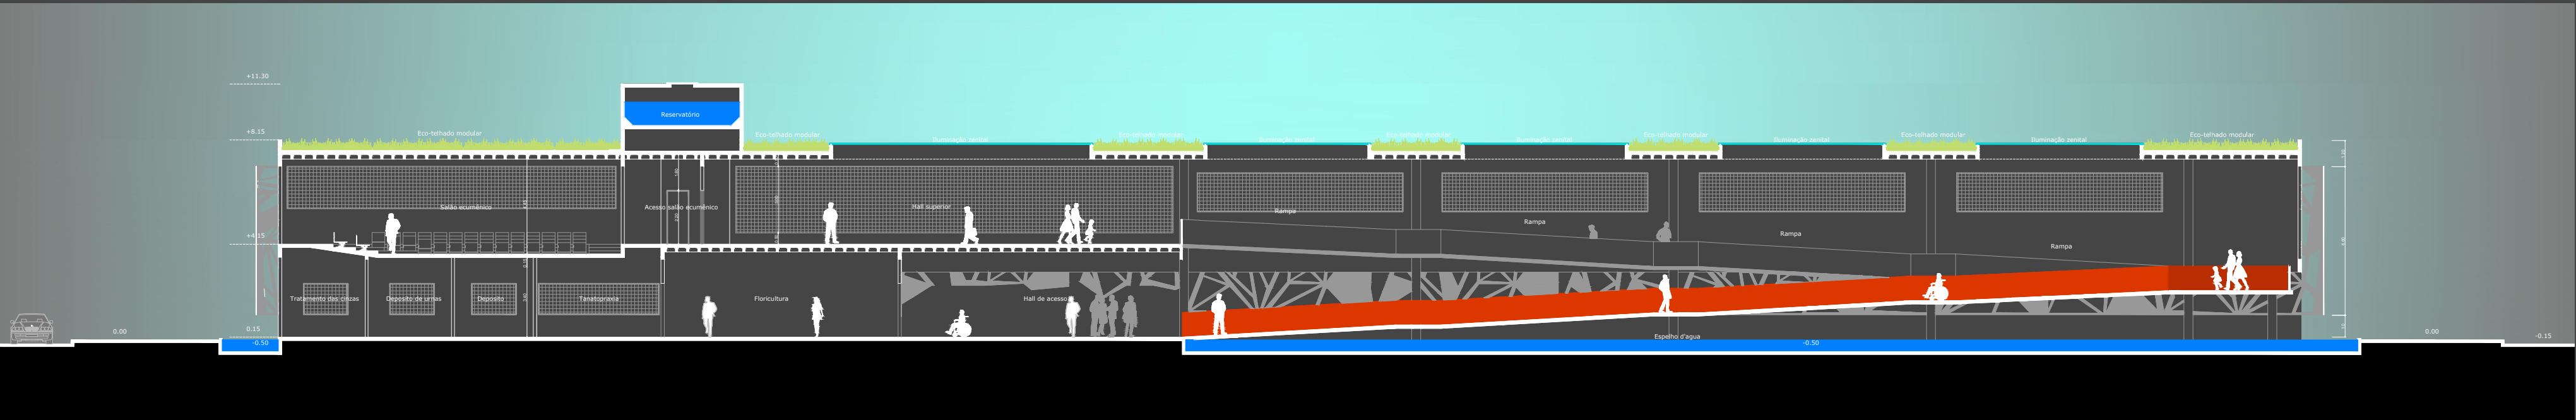 +11.30
Reservatório
+8.15
Eco-telhado modular
Eco-telhado modular
Iluminação zenital
Eco-telhado modular
Iluminação zenital
Eco-telhado modular
Iluminação zenital
Eco-telhado modular
Iluminação zenital
Eco-telhado modular
Iluminação zenital
Eco-telhado modular
Salão ecumênico
Acesso salão ecumênico
Hall superior
Rampa
Rampa
Rampa
Rampa
+4.15
Tratamento das cinzas
Deposito de urnas
Deposito
Tanatopraxia
Floricultura
Hall de acesso
0.00
0.15
-0.50
Espelho d'agua
-0.50
0.00
-0.15